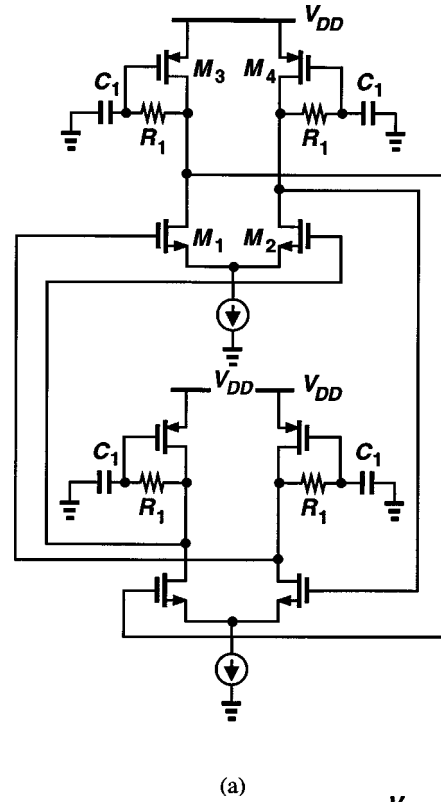 V_DD
C_1 M_3 M_4 C_1
R_1 R_1
M_1 M_2
V_DD V_DD
C_1 C_1
R_1 R_1
(a)
V